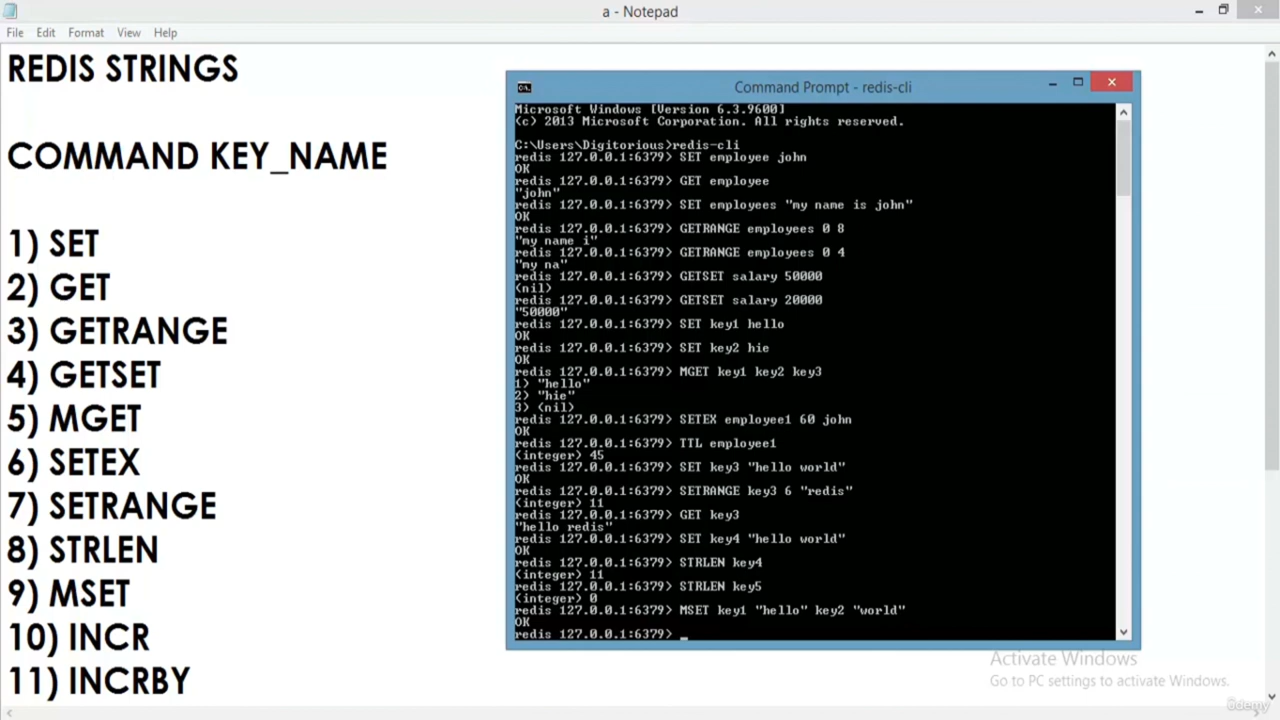 a - Notepad
File Edit Format View Help
REDIS STRINGS
COMMAND KEY_NAME
1) SET
2) GET
3) GETRANGE
4) GETSET
5) MGET
6) SETEX
7) SETRANGE
8) STRLEN
9) MSET
10) INCR
11) INCRBY
Command Prompt - redis-cli
Microsoft Windows [Version 6.3.9600]
(c) 2013 Microsoft Corporation. All rights reserved.
C:\Users\Digitorious>redis-cli
redis 127.0.0.1:6379> SET employee john
OK
redis 127.0.0.1:6379> GET employee
"john"
redis 127.0.0.1:6379> SET employees "my name is john"
OK
redis 127.0.0.1:6379> GETRANGE employees 0 8
"my name i"
redis 127.0.0.1:6379> GETRANGE employees 0 4
"my na"
redis 127.0.0.1:6379> GETSET salary 50000
(nil)
redis 127.0.0.1:6379> GETSET salary 20000
"50000"
redis 127.0.0.1:6379> SET key1 hello
OK
redis 127.0.0.1:6379> SET key2 hie
OK
redis 127.0.0.1:6379> MGET key1 key2 key3
1) "hello"
2) "hie"
3) (nil)
redis 127.0.0.1:6379> SETEX employee1 60 john
OK
redis 127.0.0.1:6379> TTL employee1
(integer) 45
redis 127.0.0.1:6379> SET key3 "hello world"
OK
redis 127.0.0.1:6379> SETRANGE key3 6 "redis"
(integer) 11
redis 127.0.0.1:6379> GET key3
"hello redis"
redis 127.0.0.1:6379> SET key4 "hello world"
OK
redis 127.0.0.1:6379> STRLEN key4
(integer) 11
redis 127.0.0.1:6379> STRLEN key5
(integer) 0
redis 127.0.0.1:6379> MSET key1 "hello" key2 "world"
OK
redis 127.0.0.1:6379> _
Activate Windows
Go to PC settings to activate Windows.
ûdemy